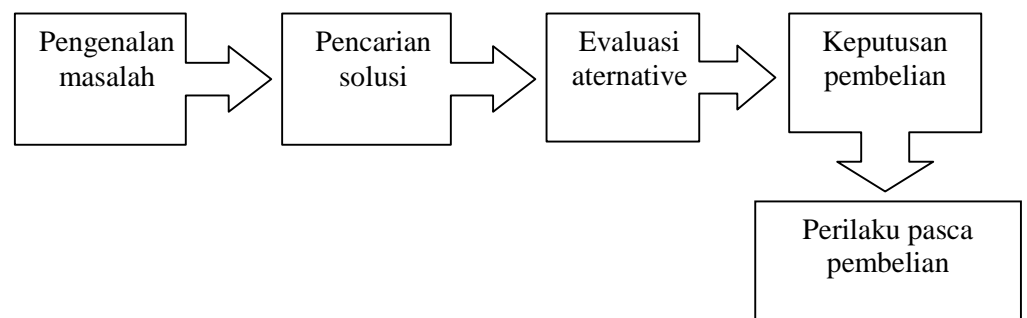 Pengenalan
masalah
Pencarian
solusi
Evaluasi
aternative
Keputusan
pembelian
Perilaku pasca
pembelian